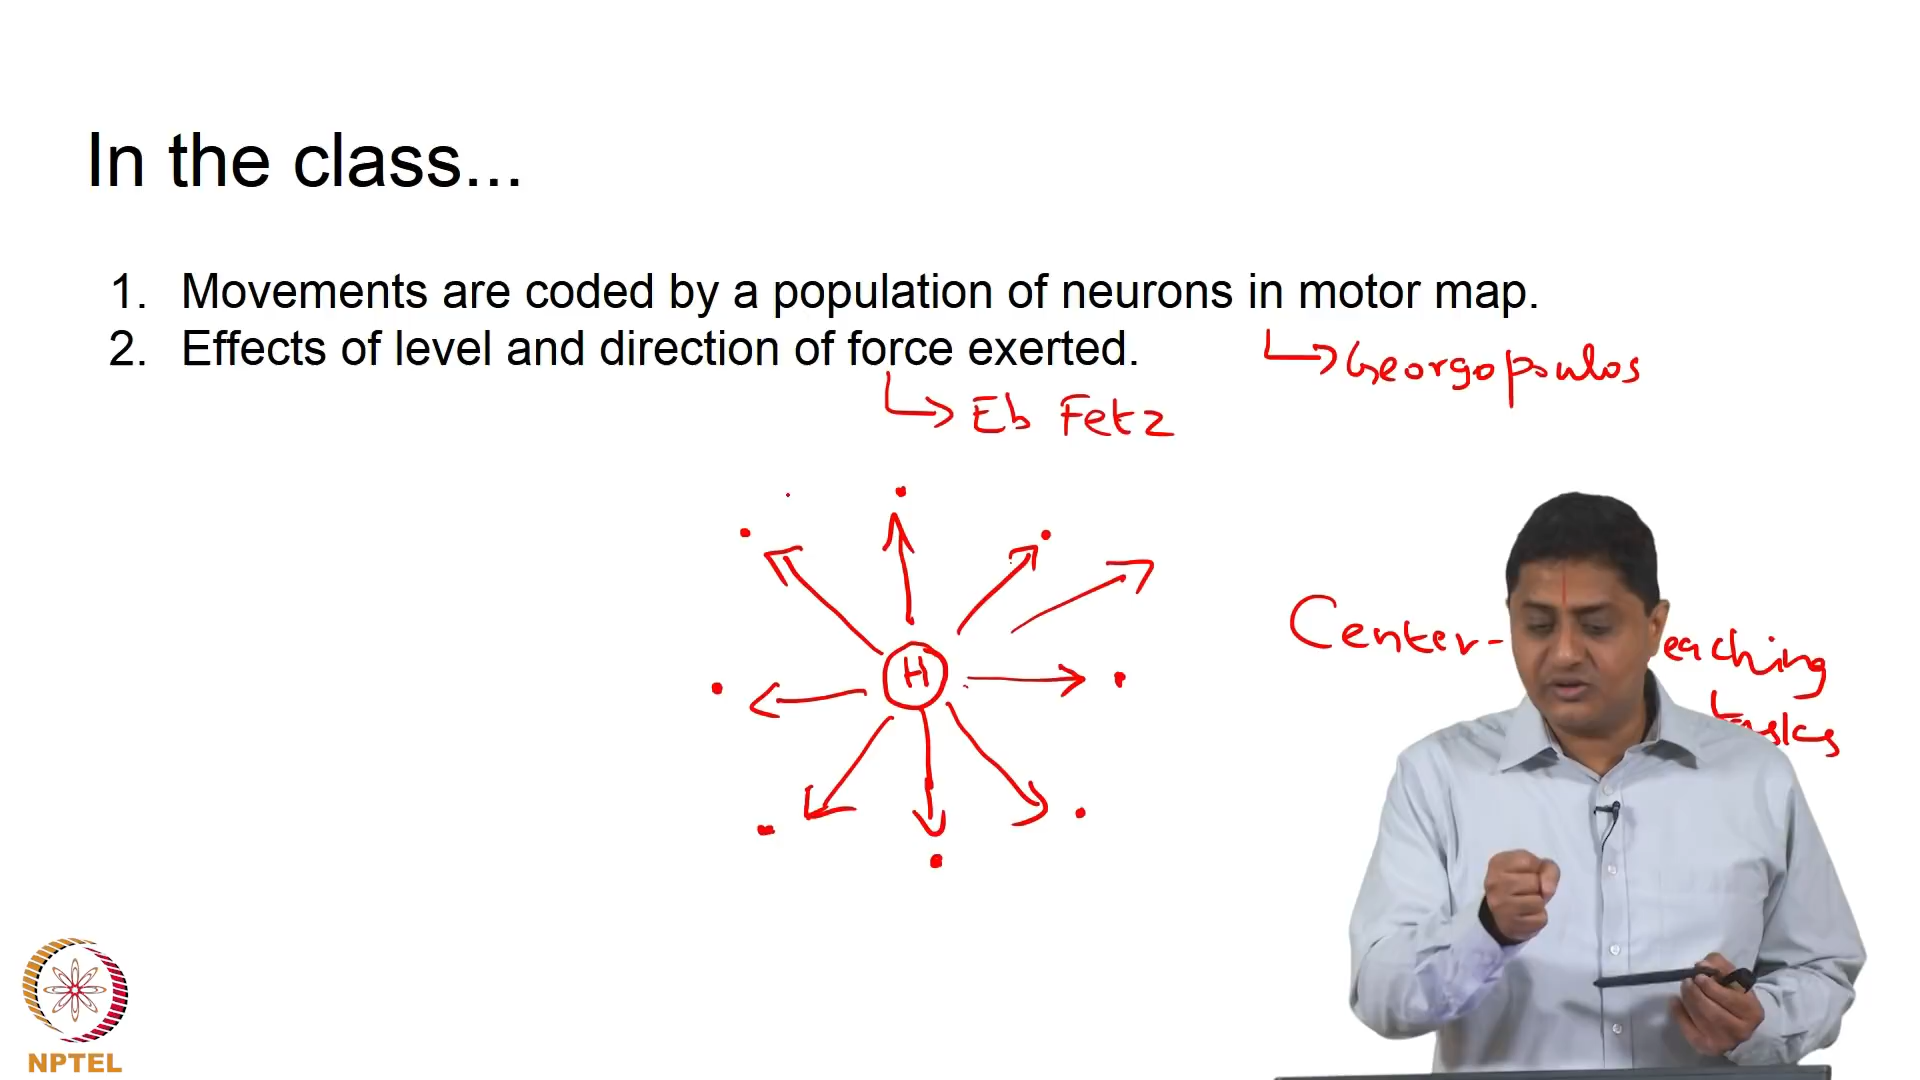 In the class...
1. Movements are coded by a population of neurons in motor map.
2. Effects of level and direction of force exerted.
Georgopoulos
Eb Fetz
H
Center-
eaching
tasks
NPTEL